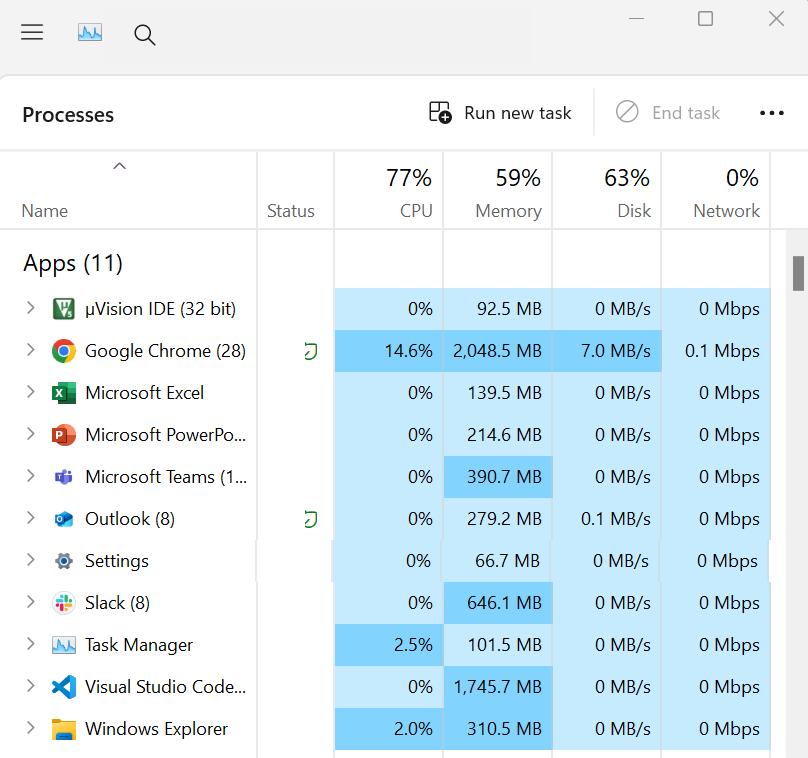 Processes Run new task End task
77% 59% 63% 0%
Name Status CPU Memory Disk Network
Apps (11)
µVision IDE (32 bit) 0% 92.5 MB 0 MB/s 0 Mbps
Google Chrome (28) 14.6% 2,048.5 MB 7.0 MB/s 0.1 Mbps
Microsoft Excel 0% 139.5 MB 0 MB/s 0 Mbps
Microsoft PowerPo... 0% 214.6 MB 0 MB/s 0 Mbps
Microsoft Teams (1... 0% 390.7 MB 0 MB/s 0 Mbps
Outlook (8) 0% 279.2 MB 0.1 MB/s 0 Mbps
Settings 0% 66.7 MB 0 MB/s 0 Mbps
Slack (8) 0% 646.1 MB 0 MB/s 0 Mbps
Task Manager 2.5% 101.5 MB 0 MB/s 0 Mbps
Visual Studio Code... 0% 1,745.7 MB 0 MB/s 0 Mbps
Windows Explorer 2.0% 310.5 MB 0 MB/s 0 Mbps